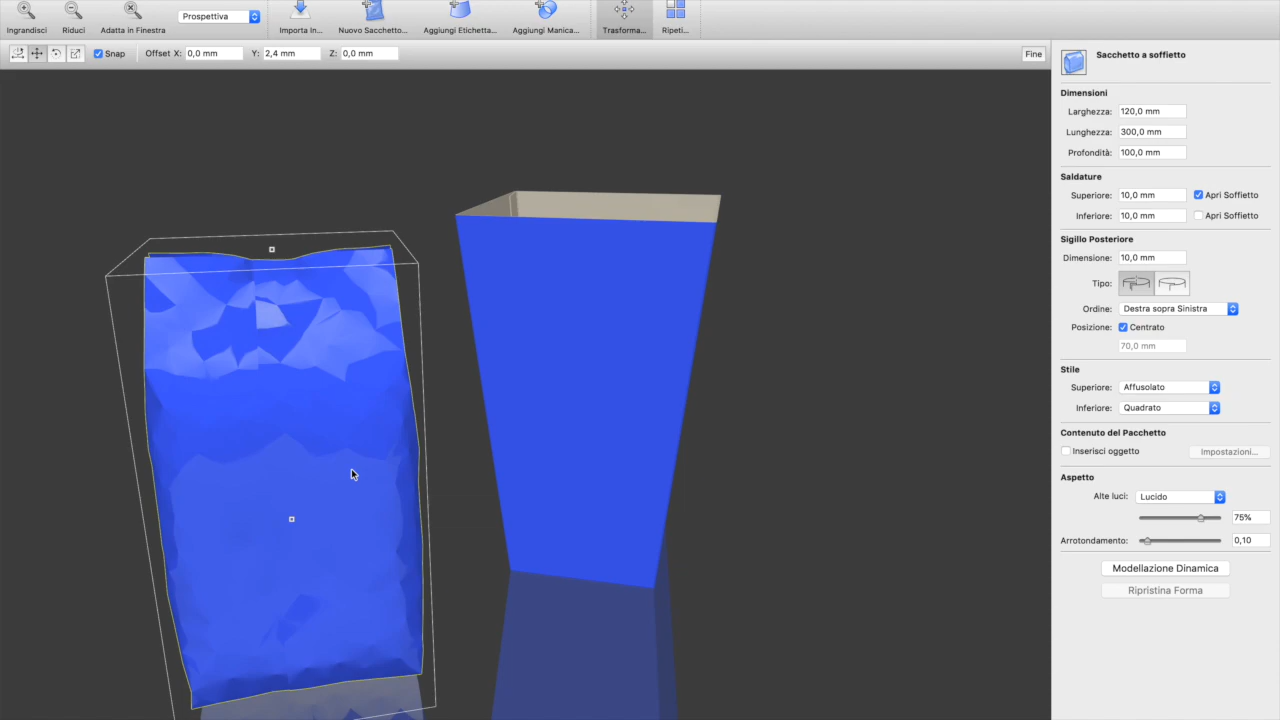 Ingrandisci Riduci Adatta in Finestra Prospettiva Importa In... Nuovo Sacchetto... Aggiungi Etichetta... Aggiungi Manica... Trasforma... Ripeti...
Snap Offset X: 0,0 mm Y: 2,4 mm Z: 0,0 mm Fine
Sacchetto a soffietto
Dimensioni
Larghezza: 120,0 mm
Lunghezza: 300,0 mm
Profondità: 100,0 mm
Saldature
Superiore: 10,0 mm Apri Soffietto
Inferiore: 10,0 mm Apri Soffietto
Sigillo Posteriore
Dimensione: 10,0 mm
Tipo:
Ordine: Destra sopra Sinistra
Posizione: Centrato
70,0 mm
Stile
Superiore: Affusolato
Inferiore: Quadrato
Contenuto del Pacchetto
Inserisci oggetto Impostazioni...
Aspetto
Alte luci: Lucido
75%
Arrotondamento: 0,10
Modellazione Dinamica
Ripristina Forma